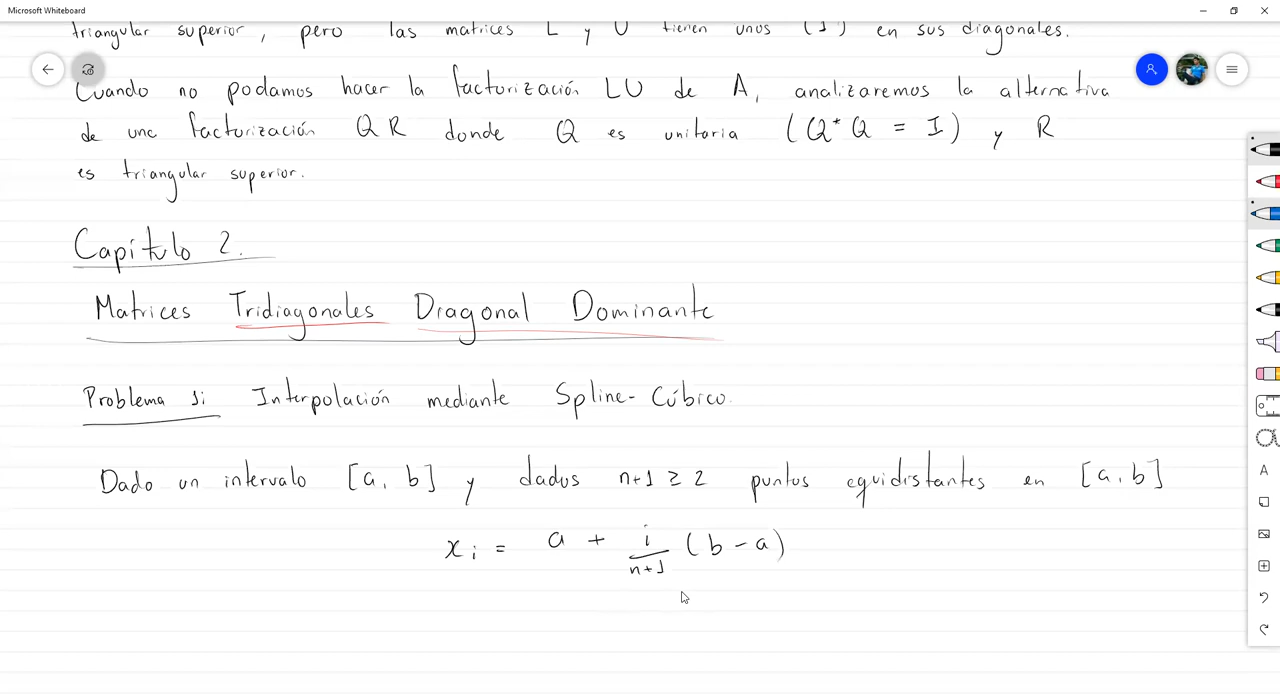 Microsoft Whiteboard
triangular superior, pero las matrices L y U tienen unos (1) en sus diagonales.
Cuando no podamos hacer la factorización LU de A, analizaremos la alternativa
de una factorización QR donde Q es unitaria (Q* Q = I) y R
es triangular superior.
Capítulo 2.
Matrices Tridiagonales Diagonal Dominante
Problema 1: Interpolación mediante Spline-Cúbico.
Dado un intervalo [a, b] y dados n+1 ≥ 2 puntos equidistantes en [a, b]
x_i = a + i/(n+1) (b - a)
A